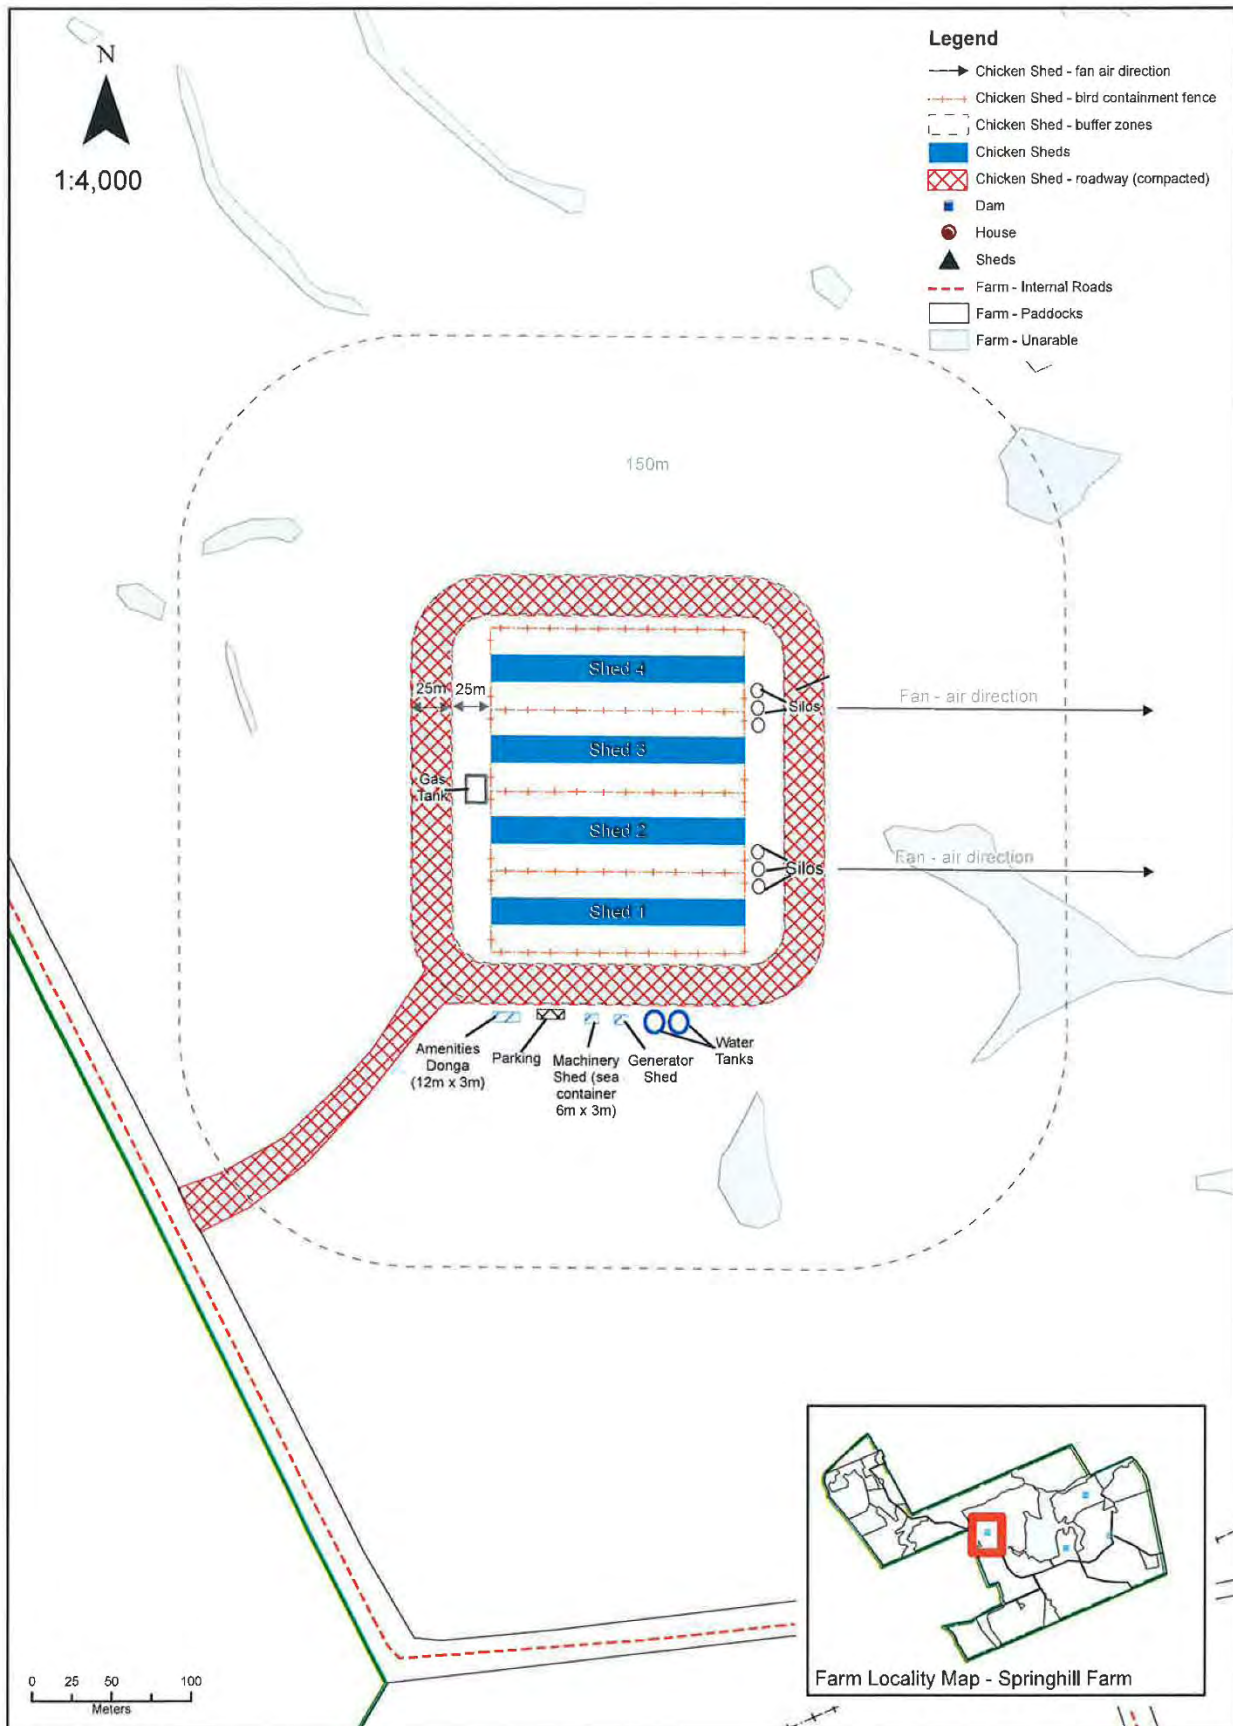 N
1:4,000
Legend
Chicken Shed - fan air direction
Chicken Shed - bird containment fence
Chicken Shed - buffer zones
Chicken Sheds
Chicken Shed - roadway (compacted)
Dam
House
Sheds
Farm - Internal Roads
Farm - Paddocks
Farm - Unarable
150m
Shed 4
25m
25m
Silos
Fan - air direction
Shed 3
Gas
Tank
Shed 2
Silos
Fan - air direction
Shed 1
Amenities
Donga
(12m x 3m)
Parking
Machinery
Shed (sea
container
6m x 3m)
Generator
Shed
Water
Tanks
0 25 50 100
Meters
Farm Locality Map - Springhill Farm